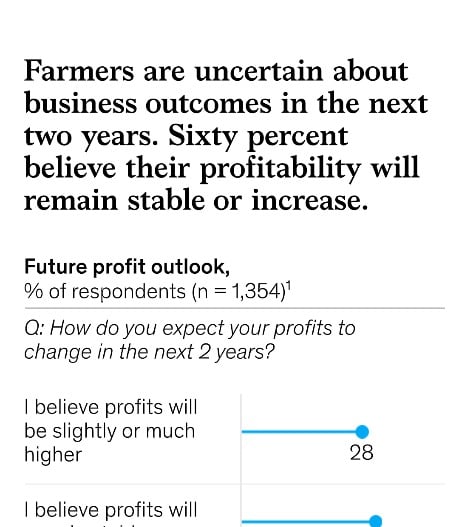 Farmers are uncertain about
business outcomes in the next
two years. Sixty percent
believe their profitability will
remain stable or increase.
Future profit outlook,
% of respondents (n = 1,354)¹
Q: How do you expect your profits to
change in the next 2 years?
I believe profits will
be slightly or much
higher
28
I believe profits will